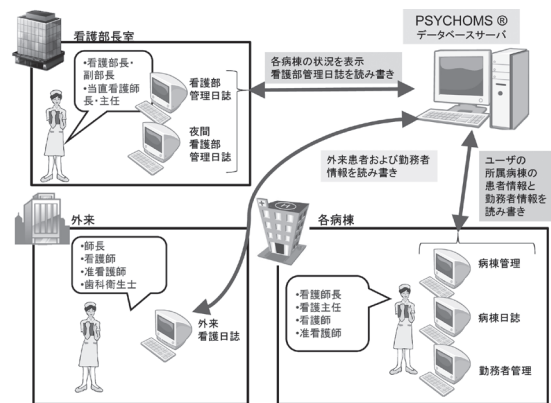 PSYCHOMS ®
データベースサーバ
看護部長室
・看護部長・
副部長
・当直看護師
長・主任
看護部
管理日誌
夜間
看護部
管理日誌
各病棟の状況を表示
看護部管理日誌を読み書き
外来患者および勤務者
情報を読み書き
ユーザの
所属病棟の
患者情報と
勤務者情報を
読み書き
外来
・師長
・看護師
・准看護師
・歯科衛生士
外来
看護日誌
各病棟
・看護師長
・看護主任
・看護師
・准看護師
病棟管理
病棟日誌
勤務者管理